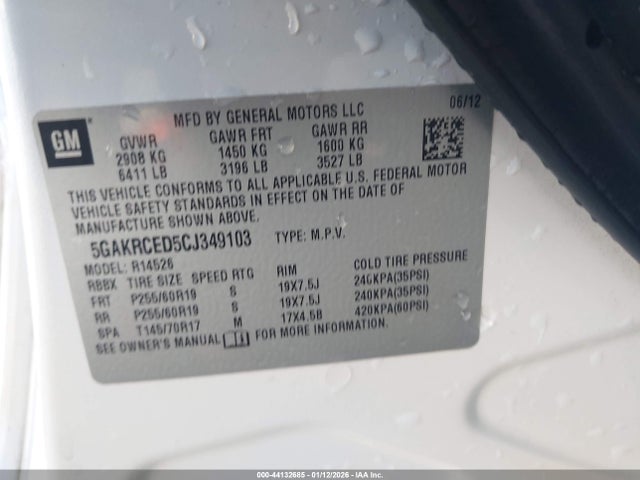 MFD BY GENERAL MOTORS LLC 06/12
GM
GVWR GAWR FRT GAWR RR
2908 KG 1450 KG 1600 KG
6411 LB 3196 LB 3527 LB
THIS VEHICLE CONFORMS TO ALL APPLICABLE U.S. FEDERAL MOTOR
VEHICLE SAFETY STANDARDS IN EFFECT ON THE DATE OF
MANUFACTURE SHOWN ABOVE.
5GAKRCED5CJ349103 TYPE: M.P.V.
MODEL: R14526
RBBX TIRE SIZE SPEED RTG RIM COLD TIRE PRESSURE
FRT P255/60R19 S 19X7.5J 240KPA(35PSI)
RR P255/60R19 S 19X7.5J 240KPA(35PSI)
SPA T145/70R17 M 17X4.5B 420KPA(60PSI)
SEE OWNER'S MANUAL FOR MORE INFORMATION.
000-44132685 - 01/12/2026 - IAA Inc.